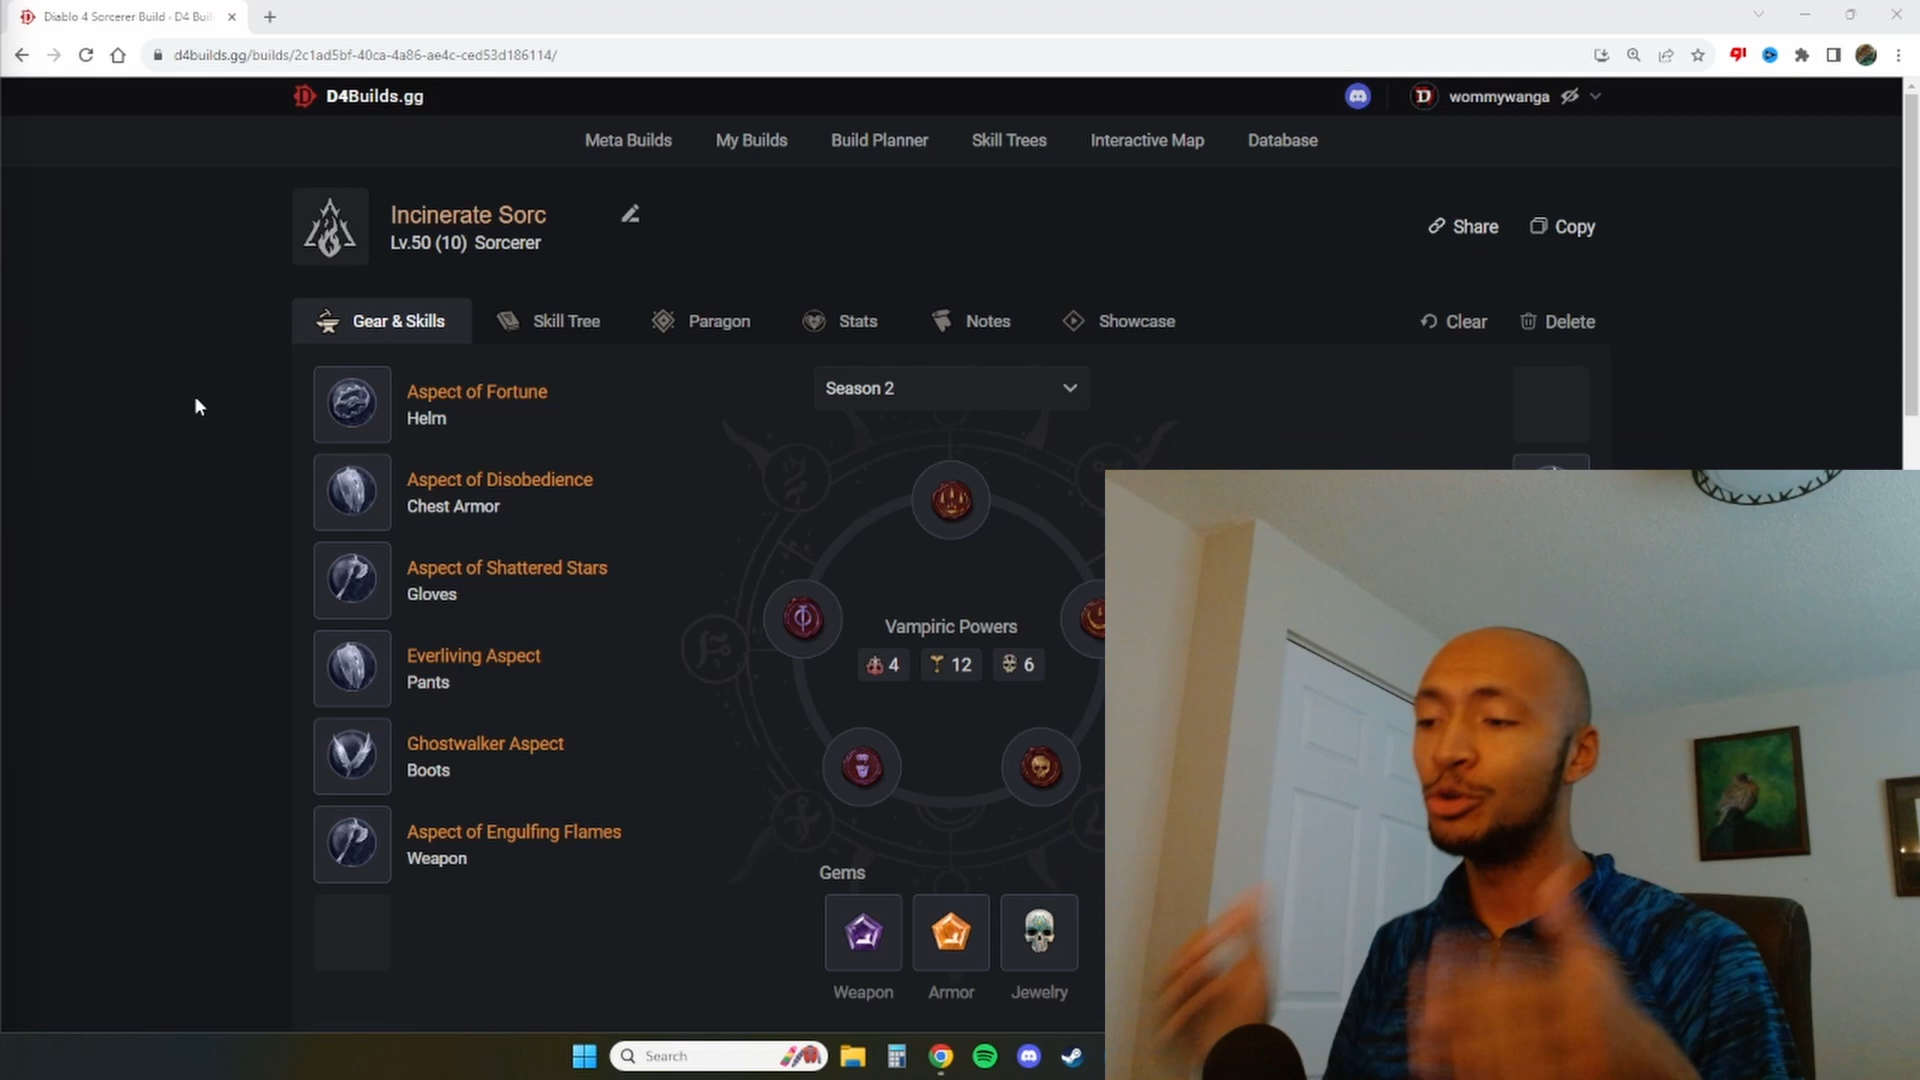 Diablo 4 Sorcerer Build - D4 Buil
d4builds.gg/builds/2c1ad5bf-40ca-4a86-ae4c-ced53d186114/
D4Builds.gg
wommywanga
Meta Builds
My Builds
Build Planner
Skill Trees
Interactive Map
Database
Incinerate Sorc
Lv.50 (10) Sorcerer
Share
Copy
Gear & Skills
Skill Tree
Paragon
Stats
Notes
Showcase
Clear
Delete
Aspect of Fortune
Helm
Season 2
Aspect of Disobedience
Chest Armor
Aspect of Shattered Stars
Gloves
Everliving Aspect
Pants
Ghostwalker Aspect
Boots
Aspect of Engulfing Flames
Weapon
Vampiric Powers
4
12
6
Gems
Weapon
Armor
Jewelry
Search